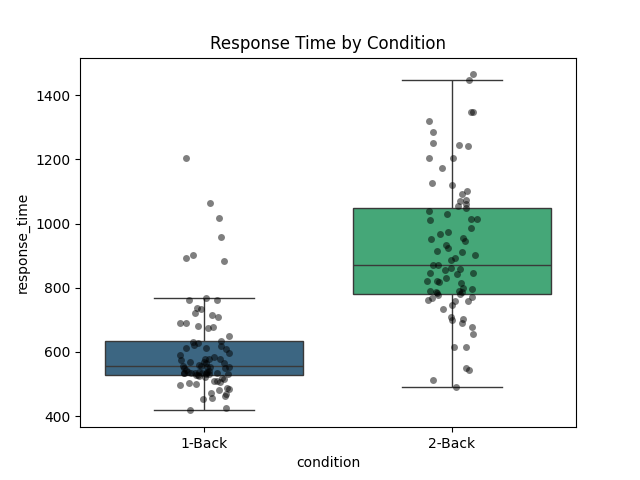 Response Time by Condition
response_time
1400
1200
1000
800
600
400
1-Back
2-Back
condition